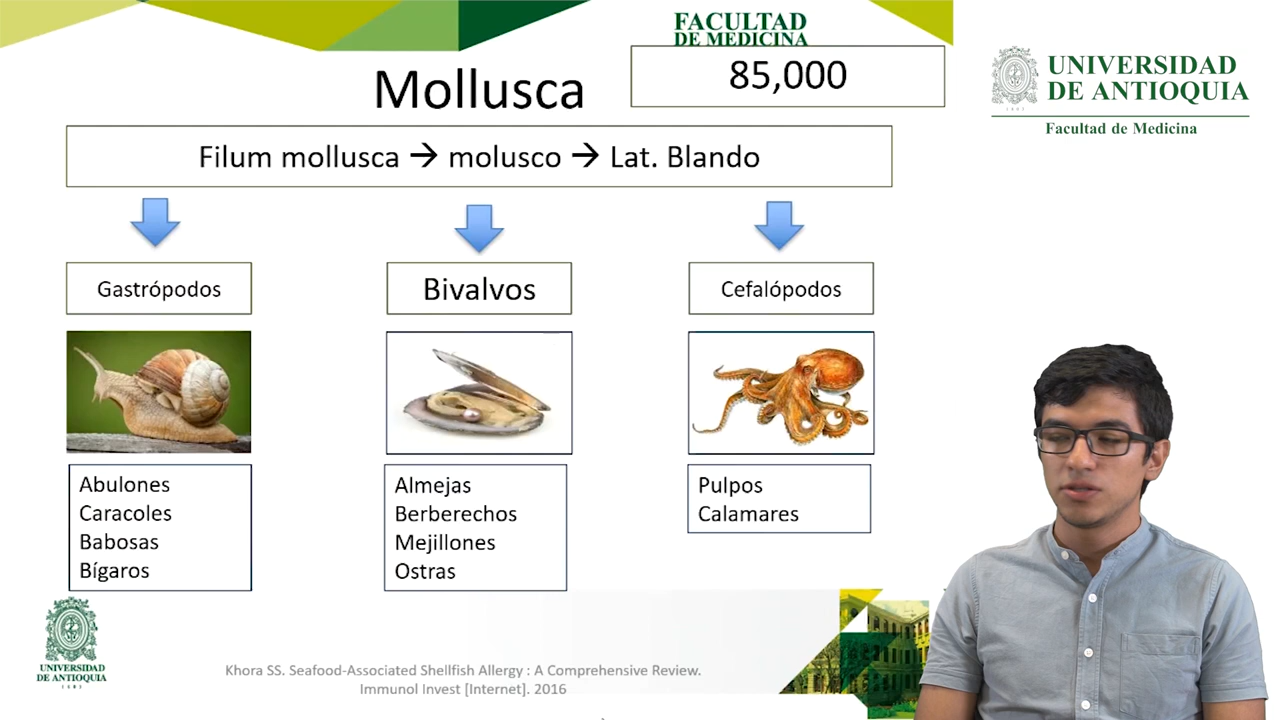 FACULTAD
DE MEDICINA
Mollusca
85,000
UNIVERSIDAD
DE ANTIOQUIA
1803
Facultad de Medicina
Filum mollusca → molusco → Lat. Blando
Gastrópodos
Bivalvos
Cefalópodos
Abulones
Caracoles
Babosas
Bígaros
Almejas
Berberechos
Mejillones
Ostras
Pulpos
Calamares
UNIVERSIDAD
DE ANTIOQUIA
1803
Khora SS. Seafood-Associated Shellfish Allergy : A Comprehensive Review.
Immunol Invest [Internet]. 2016